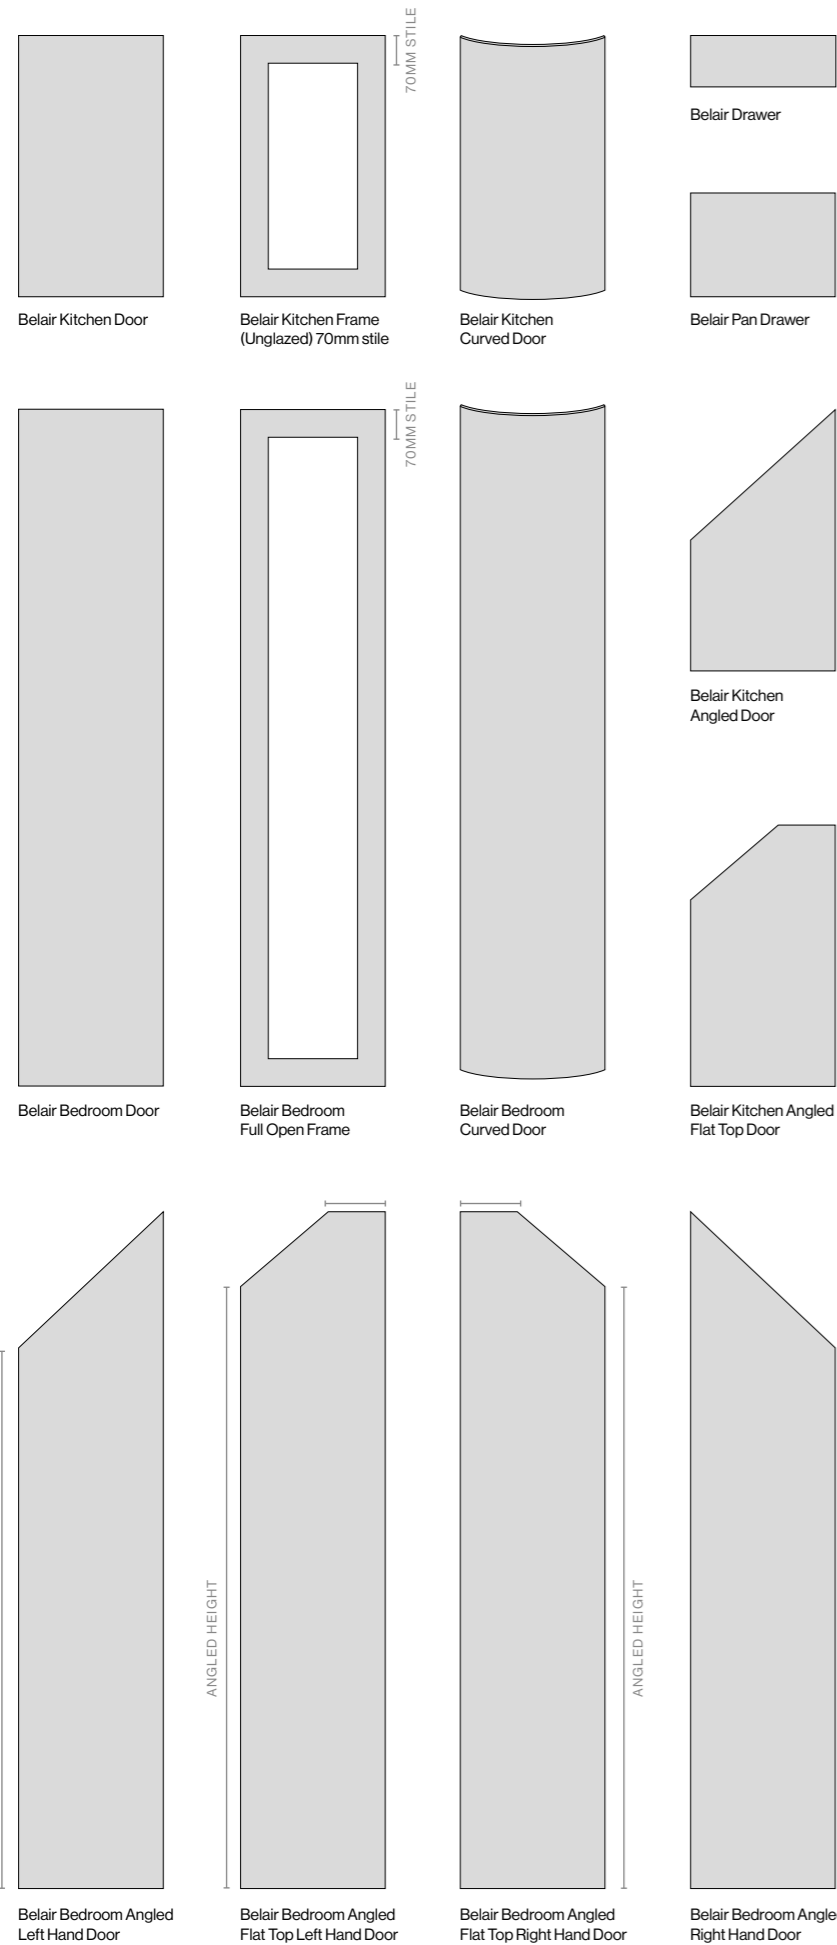 70MM STILE
Belair Drawer
Belair Kitchen Door
Belair Kitchen Frame
(Unglazed) 70mm stile
Belair Kitchen
Curved Door
Belair Pan Drawer
70MM STILE
Belair Kitchen
Angled Door
Belair Bedroom Door
Belair Bedroom
Full Open Frame
Belair Bedroom
Curved Door
Belair Kitchen Angled
Flat Top Door
ANGLED HEIGHT
ANGLED HEIGHT
Belair Bedroom Angled
Left Hand Door
Belair Bedroom Angled
Flat Top Left Hand Door
Belair Bedroom Angled
Flat Top Right Hand Door
Belair Bedroom Angle
Right Hand Door